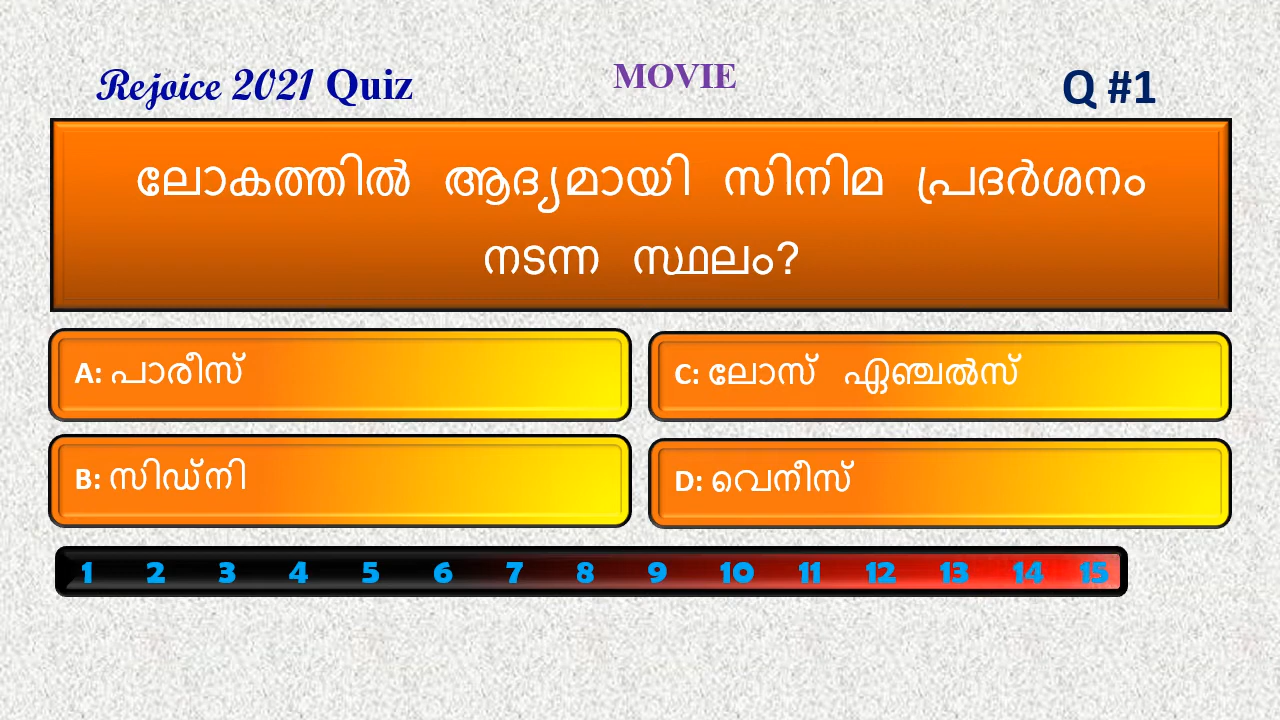 Rejoice 2021 Quiz
MOVIE
Q #1
ലോകത്തിൽ ആദ്യമായി സിനിമ പ്രദർശനം
നടന്ന സ്ഥലം?
A: പാരീസ്
C: ലോസ് ഏഞ്ചൽസ്
B: സിഡ്നി
D: വെനീസ്
1 2 3 4 5 6 7 8 9 10 11 12 13 14 15